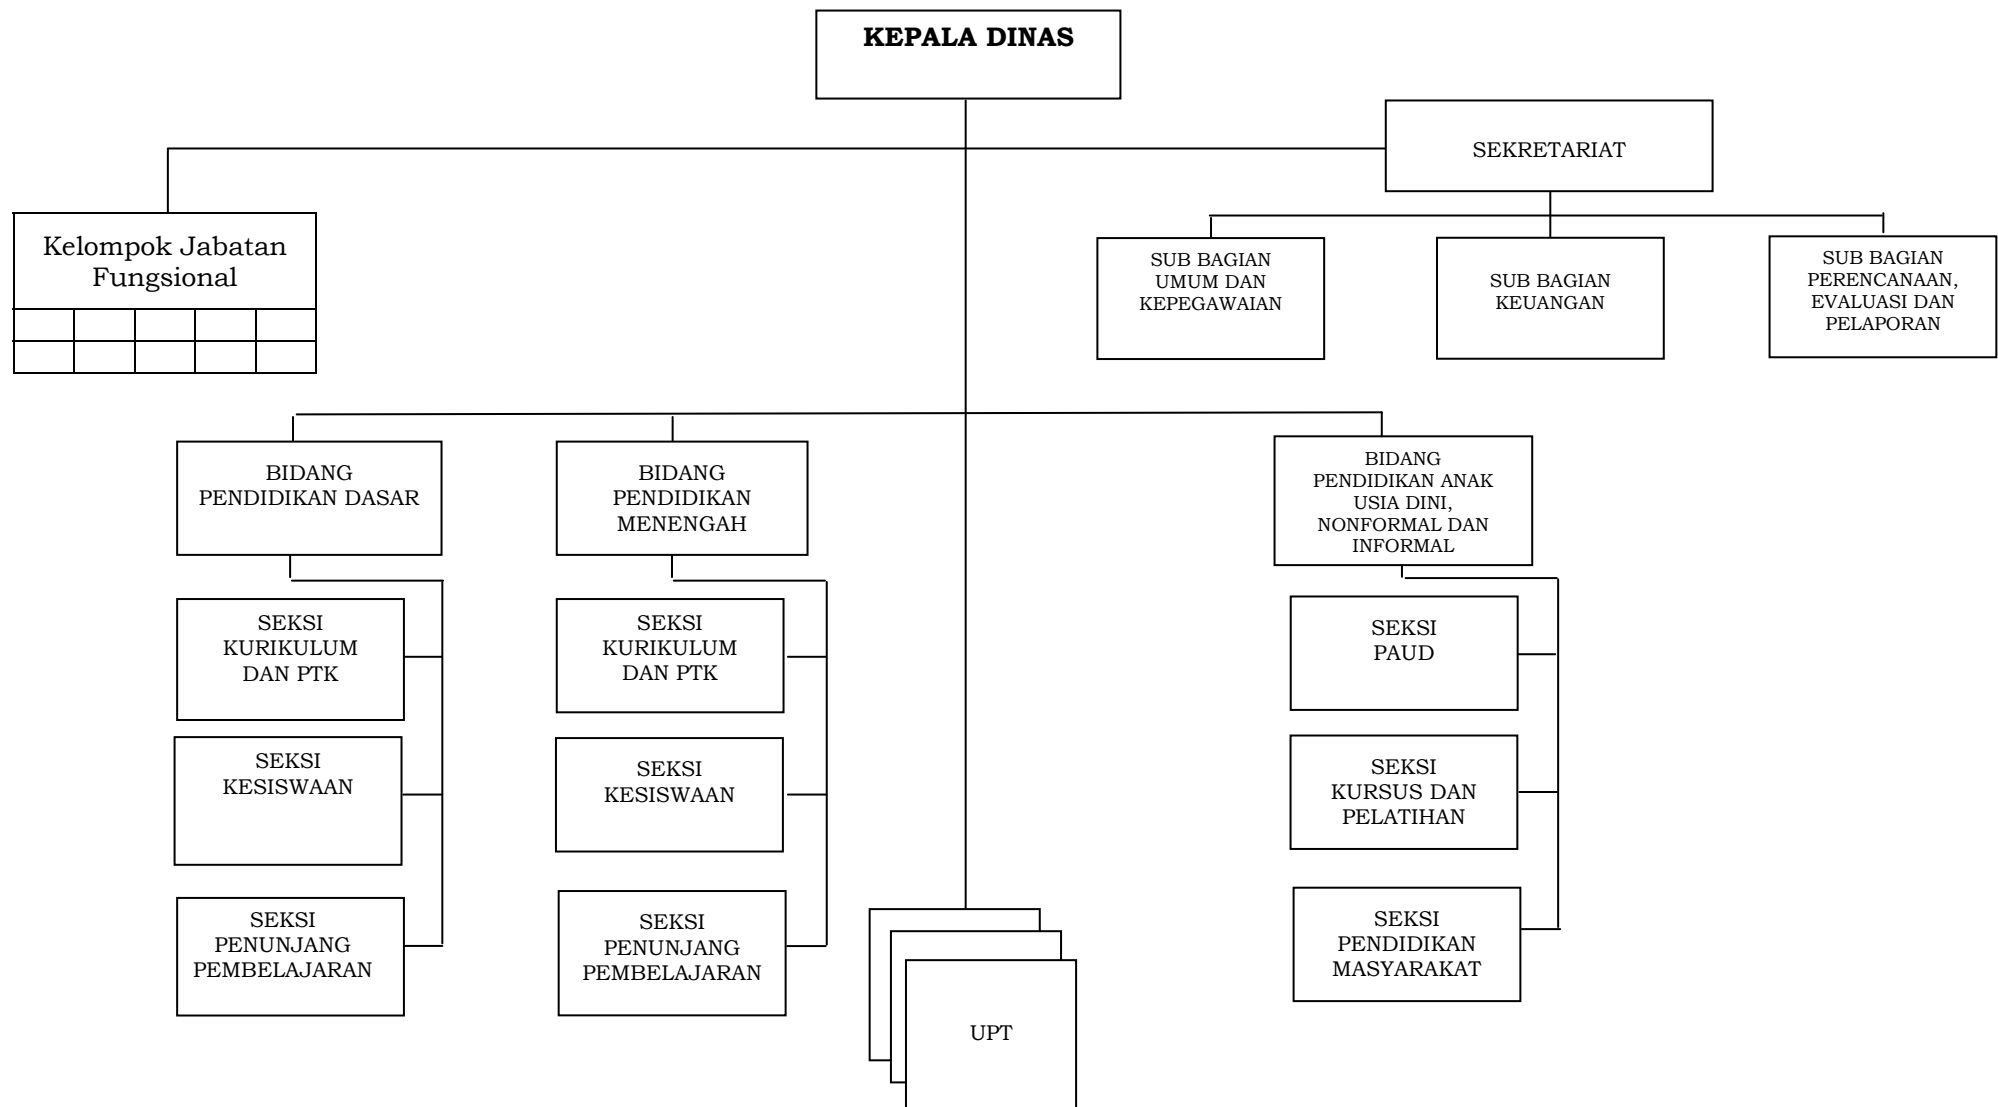 KEPALA DINAS
SEKRETARIAT
Kelompok Jabatan
Fungsional
SUB BAGIAN
UMUM DAN
KEPEGAWAIAN
SUB BAGIAN
KEUANGAN
SUB BAGIAN
PERENCANAAN,
EVALUASI DAN
PELAPORAN
BIDANG
PENDIDIKAN DASAR
BIDANG
PENDIDIKAN
MENENGAH
BIDANG
PENDIDIKAN ANAK
USIA DINI,
NONFORMAL DAN
INFORMAL
SEKSI
KURIKULUM
DAN PTK
SEKSI
KURIKULUM
DAN PTK
SEKSI
PAUD
SEKSI
KESISWAAN
SEKSI
KESISWAAN
SEKSI
KURSUS DAN
PELATIHAN
SEKSI
PENUNJANG
PEMBELAJARAN
SEKSI
PENUNJANG
PEMBELAJARAN
SEKSI
PENDIDIKAN
MASYARAKAT
UPT